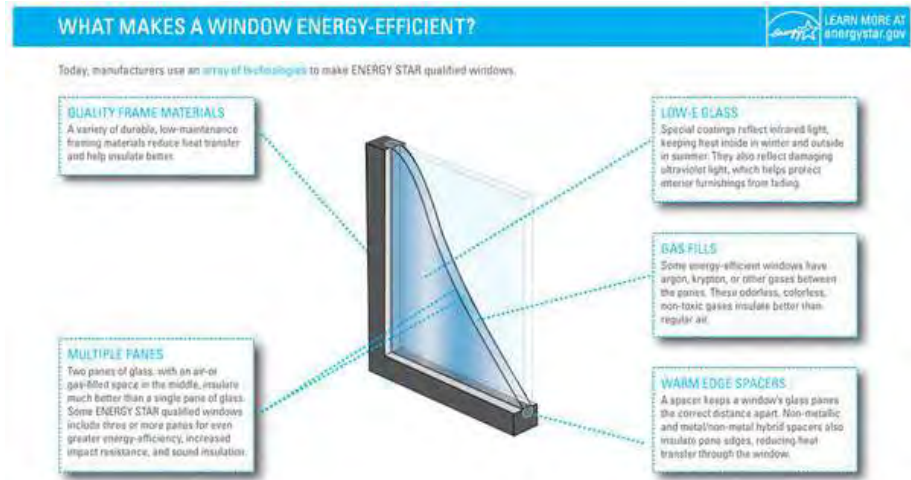 WHAT MAKES A WINDOW ENERGY-EFFICIENT?
LEARN MORE AT
energystar.gov
Today, manufacturers use an array of technologies to make ENERGY STAR qualified windows.
QUALITY FRAME MATERIALS
A variety of durable, low-maintenance
framing materials reduce heat transfer
and help insulate better.
MULTIPLE PANES
Two panes of glass, with an air-or
gas-filled space in the middle, insulate
much better than a single pane of glass.
Some ENERGY STAR qualified windows
include three or more panes for even
greater energy-efficiency, increased
impact resistance, and sound insulation.
LOW-E GLASS
Special coatings reflect infrared light,
keeping heat inside in winter and outside
in summer. They also reflect damaging
ultraviolet light, which helps protect
interior furnishings from fading.
GAS FILLS
Some energy-efficient windows have
argon, krypton, or other gases between
the panes. These odorless, colorless,
non-toxic gases insulate better than
regular air.
WARM EDGE SPACERS
A spacer keeps a window's glass panes
the correct distance apart. Non-metallic
and metal/non-metal hybrid spacers also
insulate pane edges, reducing heat
transfer through the window.